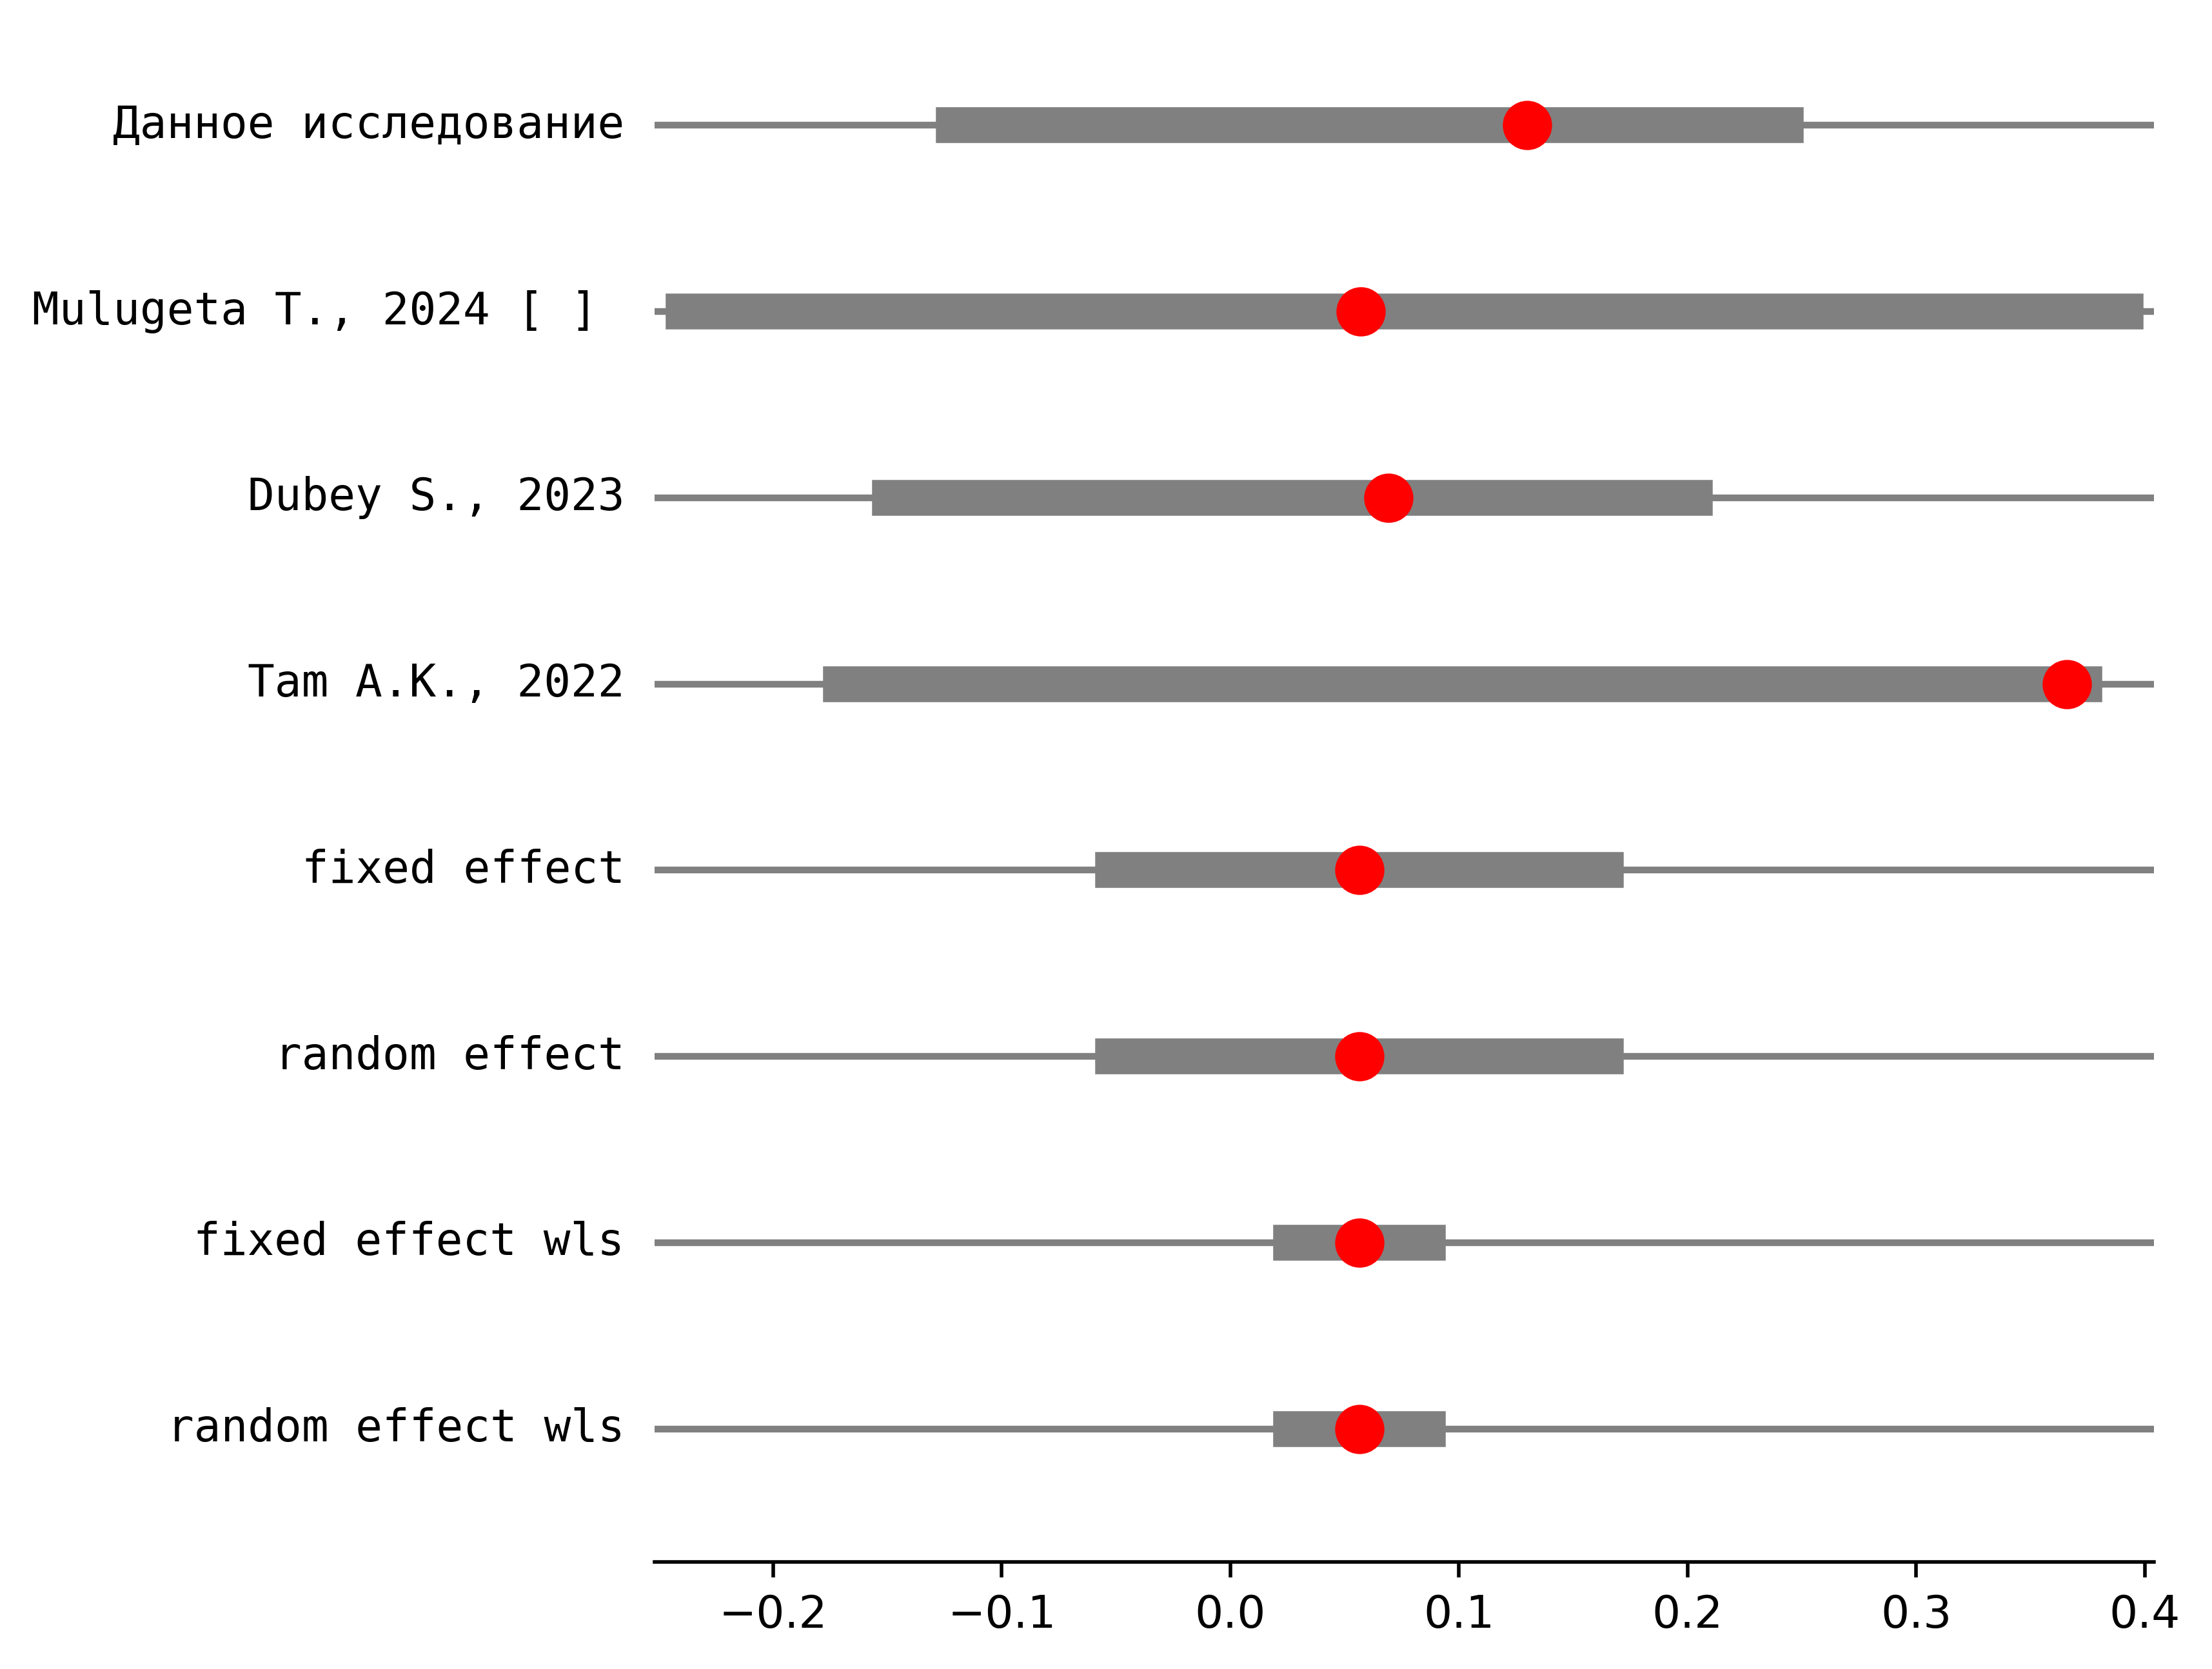 Данное исследование
Mulugeta T., 2024 [ ]
Dubey S., 2023
Tam A.K., 2022
fixed effect
random effect
fixed effect wls
random effect wls
−0.2 −0.1 0.0 0.1 0.2 0.3 0.4